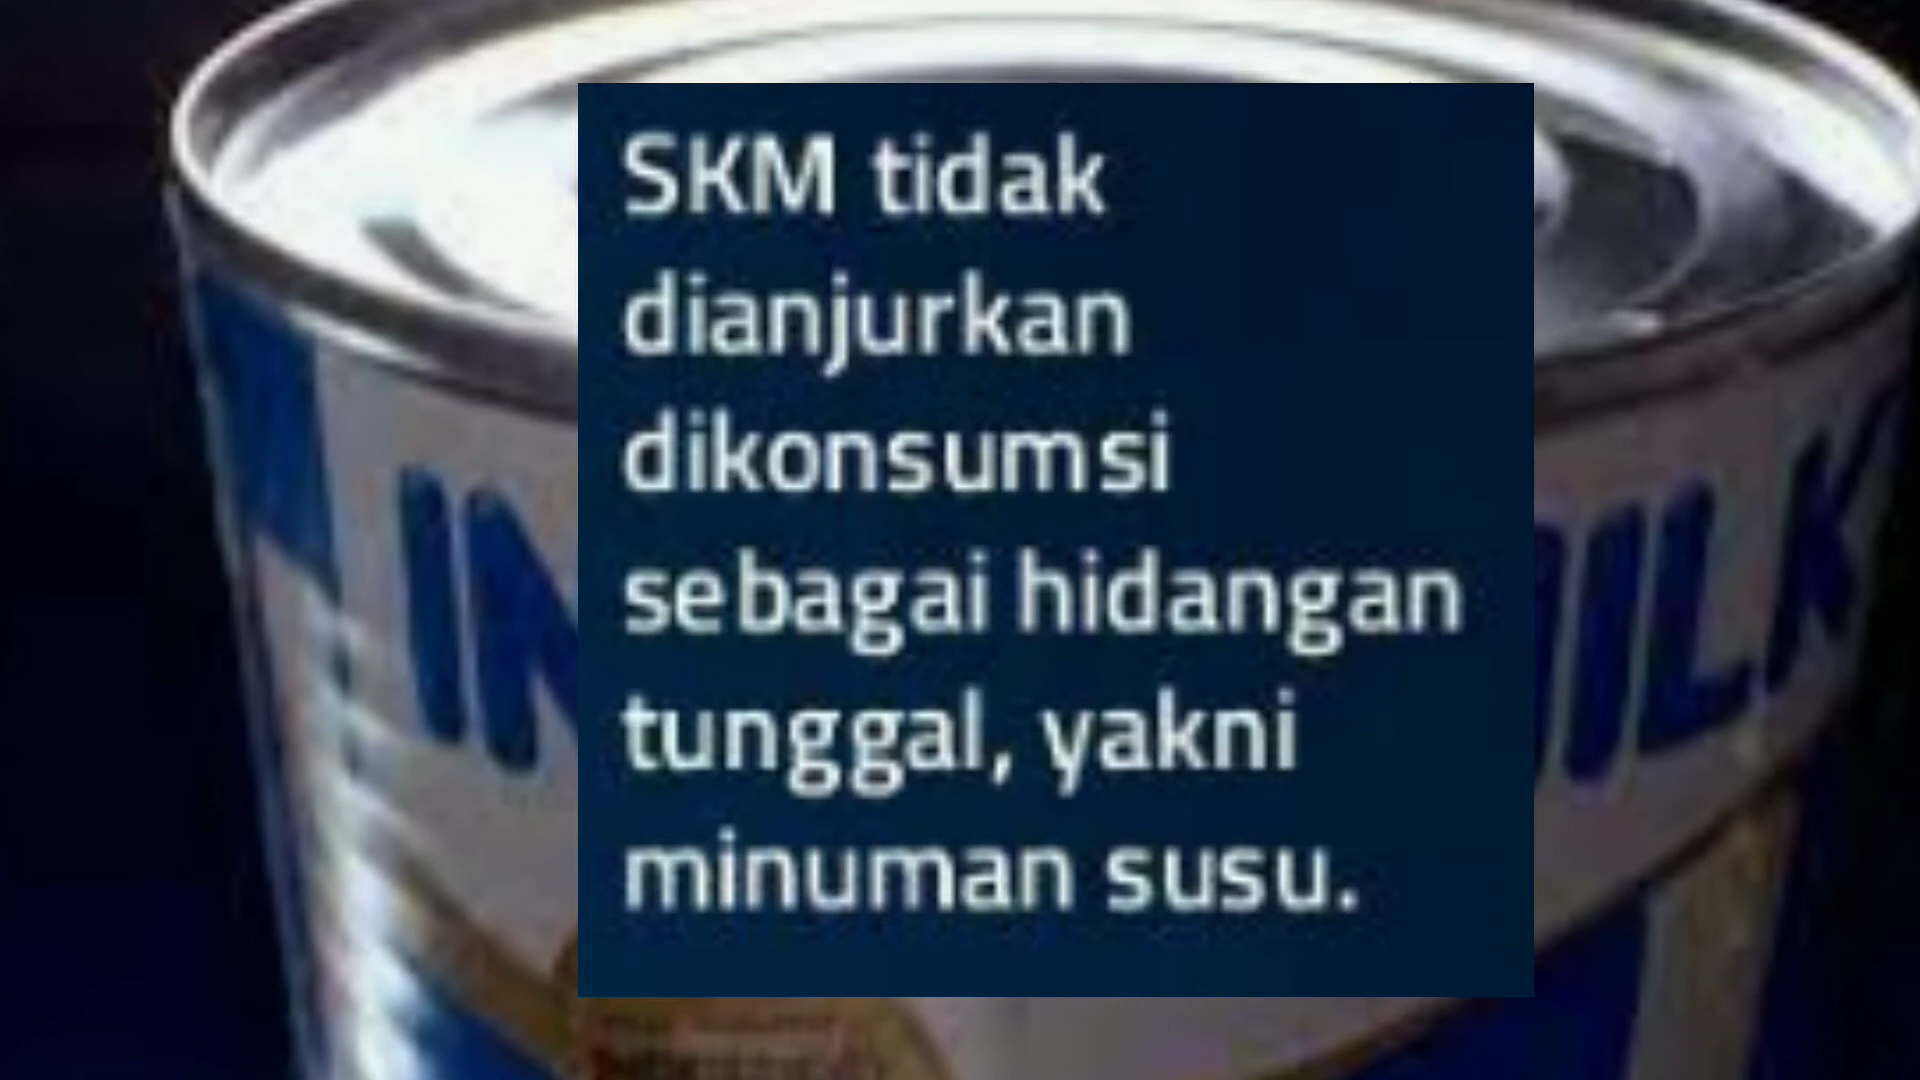 SKM tidak
dianjurkan
dikonsumsi
sebagai hidangan
tunggal, yakni
minuman susu.